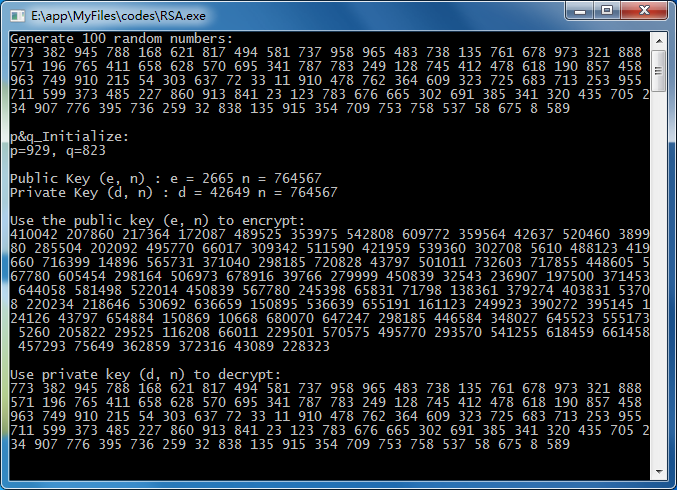 E:\app\MyFiles\codes\RSA.exe
Generate 100 random numbers:
773 382 945 788 168 621 817 494 581 737 958 965 483 738 135 761 678 973 321 888
571 196 765 411 658 628 570 695 341 787 783 249 128 745 412 478 618 190 857 458
963 749 910 215 54 303 637 72 33 11 910 478 762 364 609 323 725 683 713 253 955
711 599 373 485 227 860 913 841 23 123 783 676 665 302 691 385 341 320 435 705 2
34 907 776 395 736 259 32 838 135 915 354 709 753 758 537 58 675 8 589
p&q_Initialize:
p=929, q=823
Public Key (e, n) : e = 2665 n = 764567
Private Key (d, n) : d = 42649 n = 764567
Use the public key (e, n) to encrypt:
410042 207860 217364 172087 489525 353975 542808 609772 359564 42637 520460 3899
80 285504 202092 495770 66017 309342 511590 421959 539360 302708 5610 488123 419
660 716399 14896 565731 371040 298185 720828 43797 501011 732603 717855 448605 5
67780 605454 298164 506973 678916 39766 279999 450839 32543 236907 197500 371453
644058 581498 522014 450839 567780 245398 65831 71798 138361 379274 403831 5370
8 220234 218646 530692 636659 150895 536639 655191 161123 249923 390272 395145 1
24126 43797 654884 150869 10668 680070 647247 298185 446584 348027 645523 555173
5260 205822 29525 116208 66011 229501 570575 495770 293570 541255 618459 661458
457293 75649 362859 372316 43089 228323
Use private key (d, n) to decrypt:
773 382 945 788 168 621 817 494 581 737 958 965 483 738 135 761 678 973 321 888
571 196 765 411 658 628 570 695 341 787 783 249 128 745 412 478 618 190 857 458
963 749 910 215 54 303 637 72 33 11 910 478 762 364 609 323 725 683 713 253 955
711 599 373 485 227 860 913 841 23 123 783 676 665 302 691 385 341 320 435 705 2
34 907 776 395 736 259 32 838 135 915 354 709 753 758 537 58 675 8 589